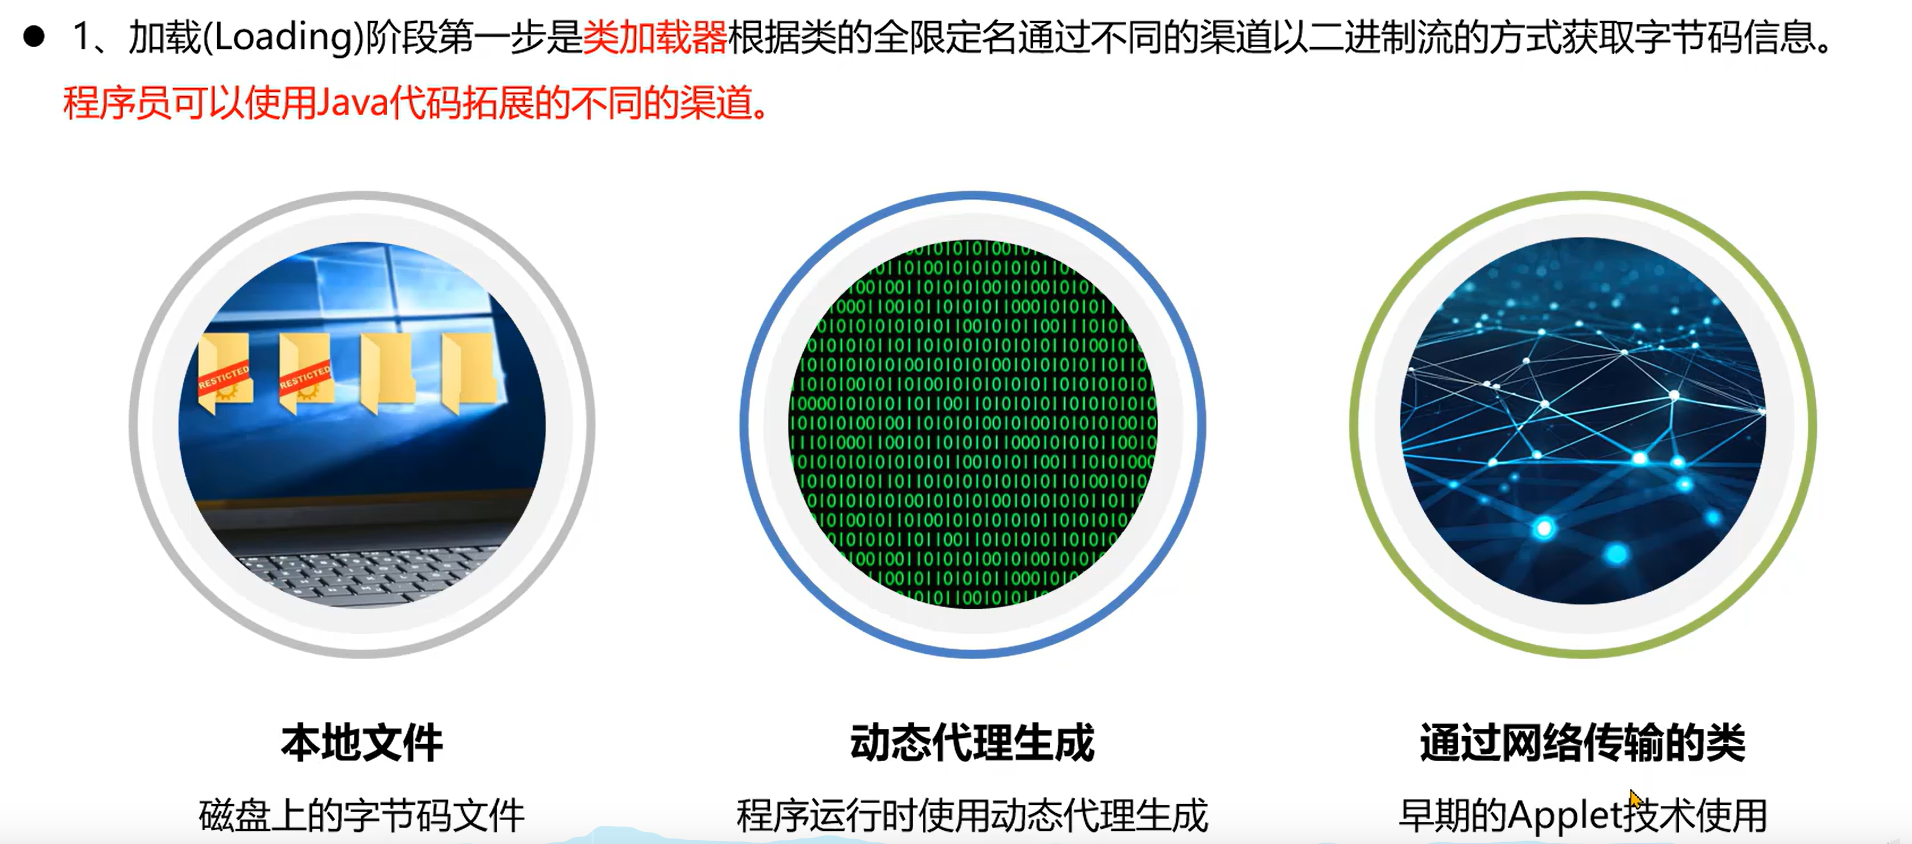 ● 1、加载(Loading)阶段第一步是类加载器根据类的全限定名通过不同的渠道以二进制流的方式获取字节码信息。
程序员可以使用Java代码拓展的不同的渠道。
RESTICTED
RESTICTED
本地文件
动态代理生成
通过网络传输的类
磁盘上的字节码文件
程序运行时使用动态代理生成
早期的Applet技术使用